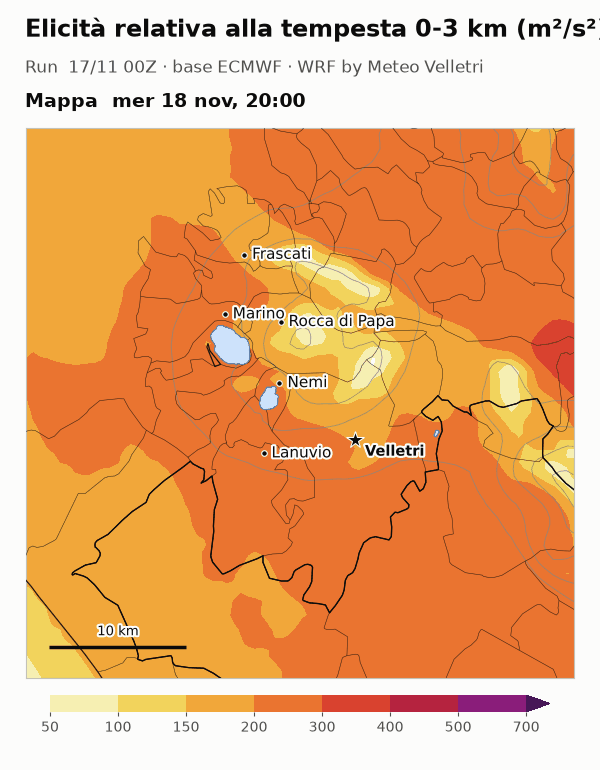 Elicità relativa alla tempesta 0-3 km (m²/s²)
Run  17/11 00Z · base ECMWF · WRF by Meteo Velletri
Mappa  mer 18 nov, 20:00
Frascati
Marino
Rocca di Papa
Nemi
Velletri
Lanuvio
10 km
50 100 150 200 300 400 500 700